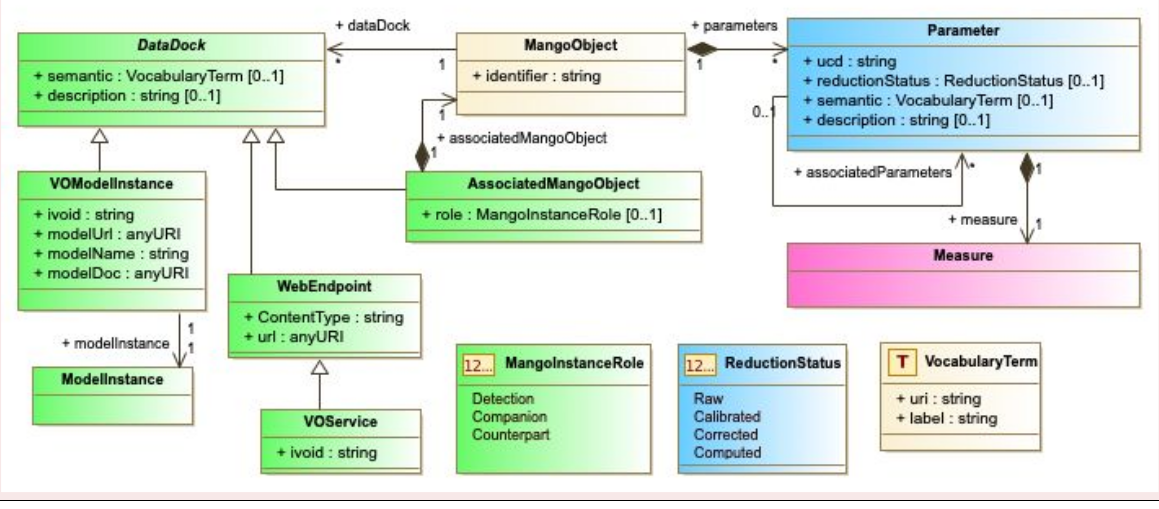 + dataDock
+ parameters
DataDock
+ semantic : VocabularyTerm [0..1]
+ description : string [0..1]
*
1
MangoObject
+ identifier : string
1
*
Parameter
+ ucd : string
+ reductionStatus : ReductionStatus [0..1]
+ semantic : VocabularyTerm [0..1]
+ description : string [0..1]
0..1
*
+ associatedParameters
1
+ associatedMangoObject
1
AssociatedMangoObject
+ role : MangoInstanceRole [0..1]
1
+ measure
1
Measure
VOModelInstance
+ ivoid : string
+ modelUrl : anyURI
+ modelName : string
+ modelDoc : anyURI
1
+ modelInstance
1
ModelInstance
WebEndpoint
+ ContentType : string
+ url : anyURI
VOService
+ ivoid : string
12... MangoInstanceRole
Detection
Companion
Counterpart
12... ReductionStatus
Raw
Calibrated
Corrected
Computed
T VocabularyTerm
+ uri : string
+ label : string